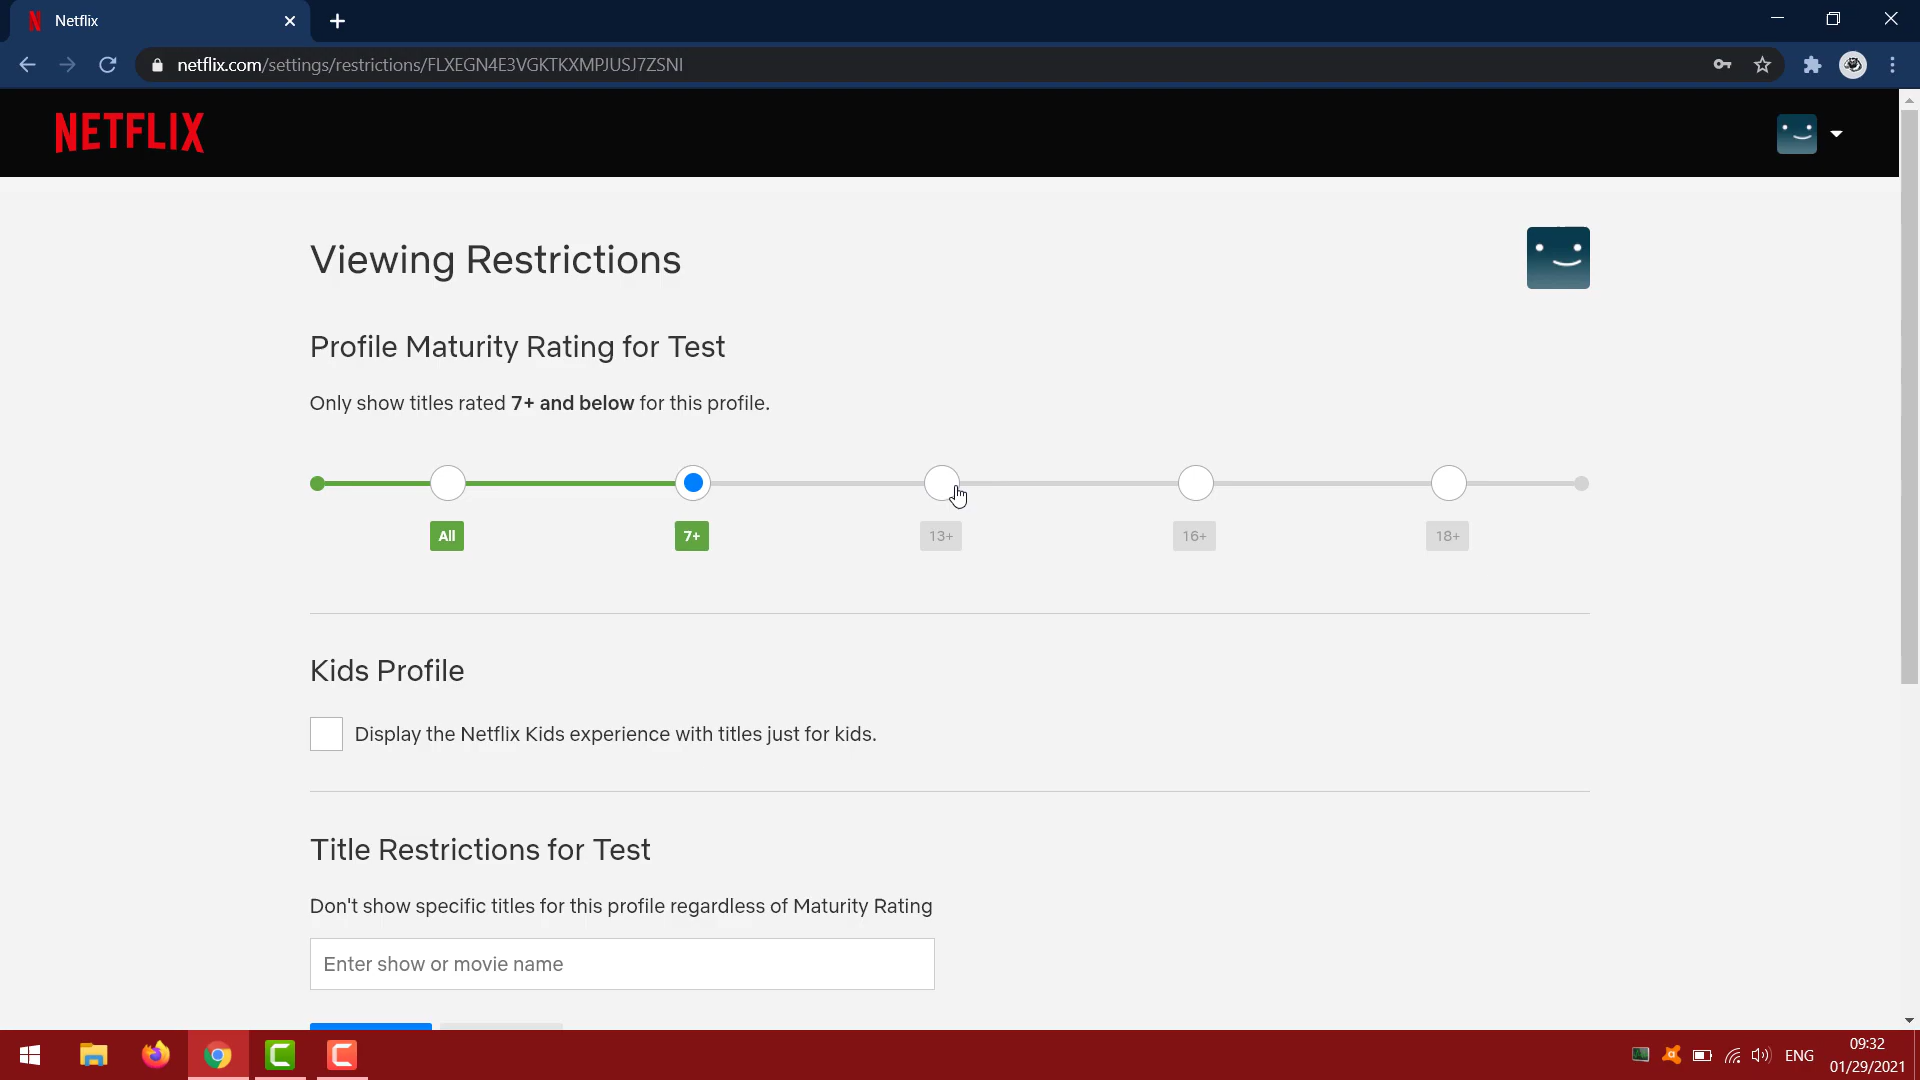 Netflix
netflix.com/settings/restrictions/FLXEGN4E3VGKTKXMPJUSJ7ZSNI
NETFLIX
Viewing Restrictions
Profile Maturity Rating for Test
Only show titles rated 7+ and below for this profile.
All 7+ 13+ 16+ 18+
Kids Profile
Display the Netflix Kids experience with titles just for kids.
Title Restrictions for Test
Don't show specific titles for this profile regardless of Maturity Rating
Enter show or movie name
ENG
09:32
01/29/2021